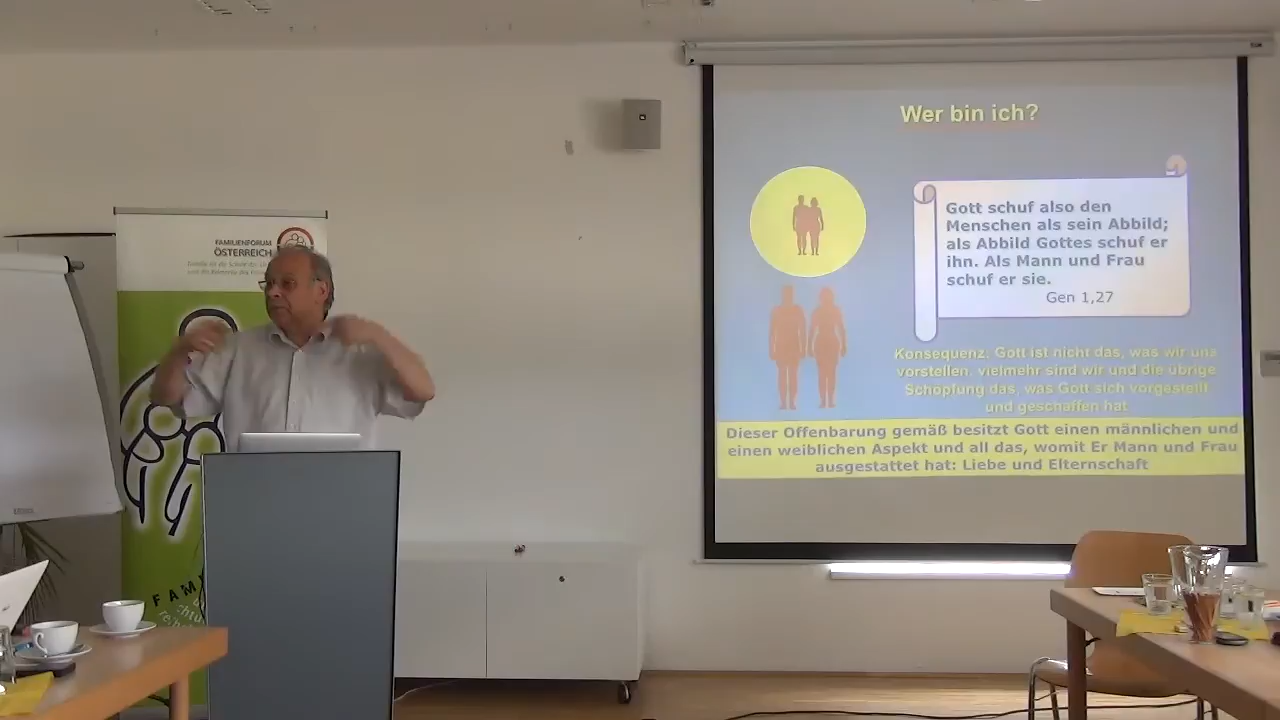 FAMILIENFORUM
ÖSTERREICH
Wer bin ich?
Gott schuf also den
Menschen als sein Abbild;
als Abbild Gottes schuf er
ihn. Als Mann und Frau
schuf er sie.
Gen 1,27
Konsequenz: Gott ist nicht das, was wir uns
vorstellen. vielmehr sind wir und die übrige
Schöpfung das, was Gott sich vorgestellt
und geschaffen hat
Dieser Offenbarung gemäß besitzt Gott einen männlichen und
einen weiblichen Aspekt und all das, womit Er Mann und Frau
ausgestattet hat: Liebe und Elternschaft